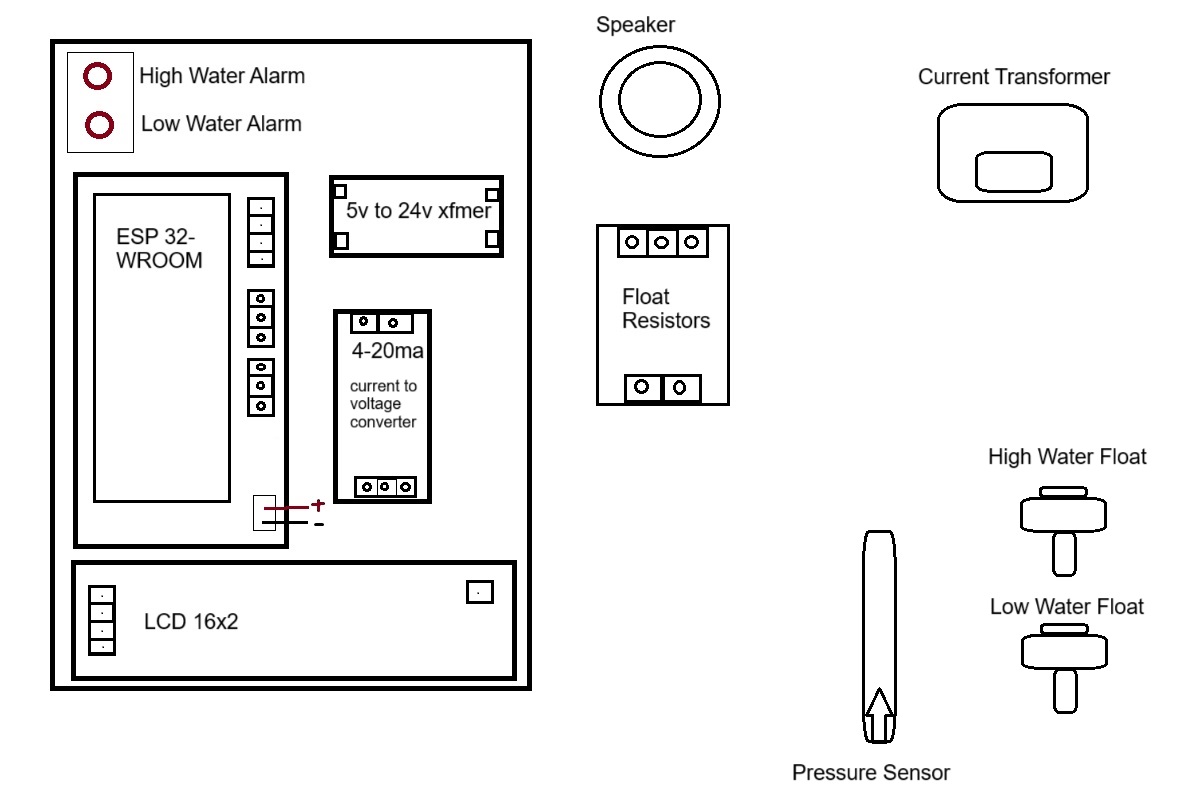 Speaker
High Water Alarm
Low Water Alarm
Current Transformer
ESP 32-
WROOM
5v to 24v xfmer
Float
Resistors
4-20ma
current to
voltage
converter
+
-
High Water Float
Low Water Float
LCD 16x2
Pressure Sensor